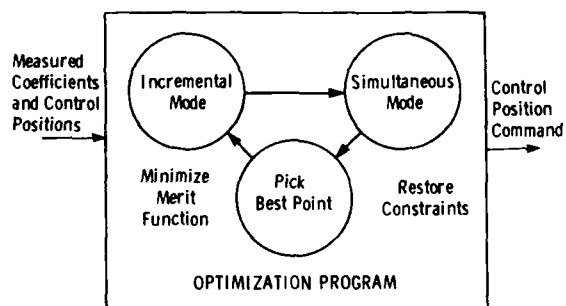 Measured
Coefficients
and Control
Positions
Incremental
Mode
Simultaneous
Mode
Control
Position
Command
Minimize
Merit
Function
Pick
Best Point
Restore
Constraints
OPTIMIZATION PROGRAM